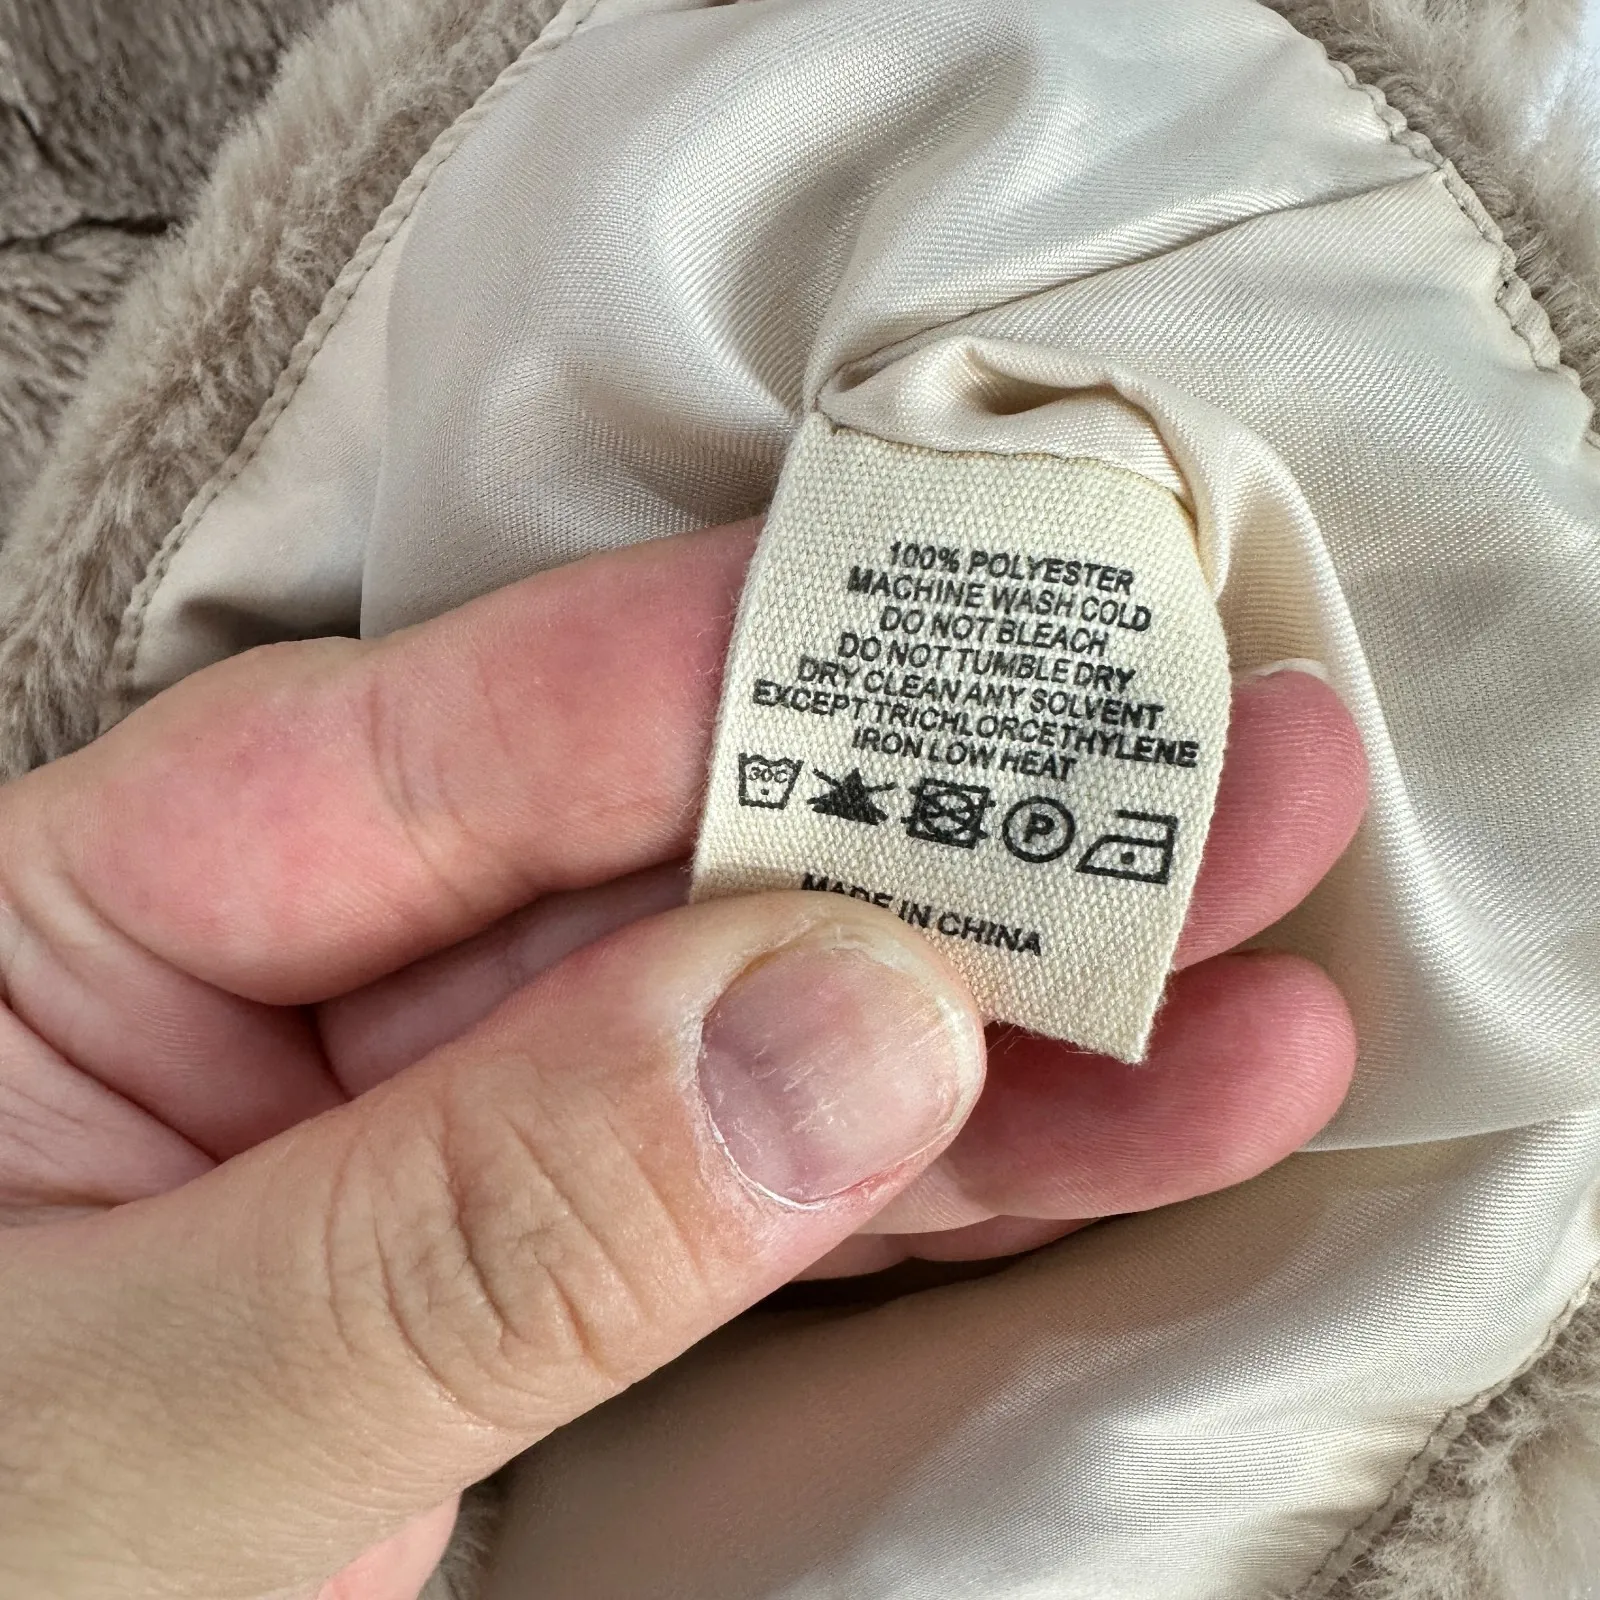 100% POLYESTER
MACHINE WASH COLD
DO NOT BLEACH
DO NOT TUMBLE DRY
DRY CLEAN ANY SOLVENT
EXCEPT TRICHLORCETHYLENE
IRON LOW HEAT
30C P
MADE IN CHINA